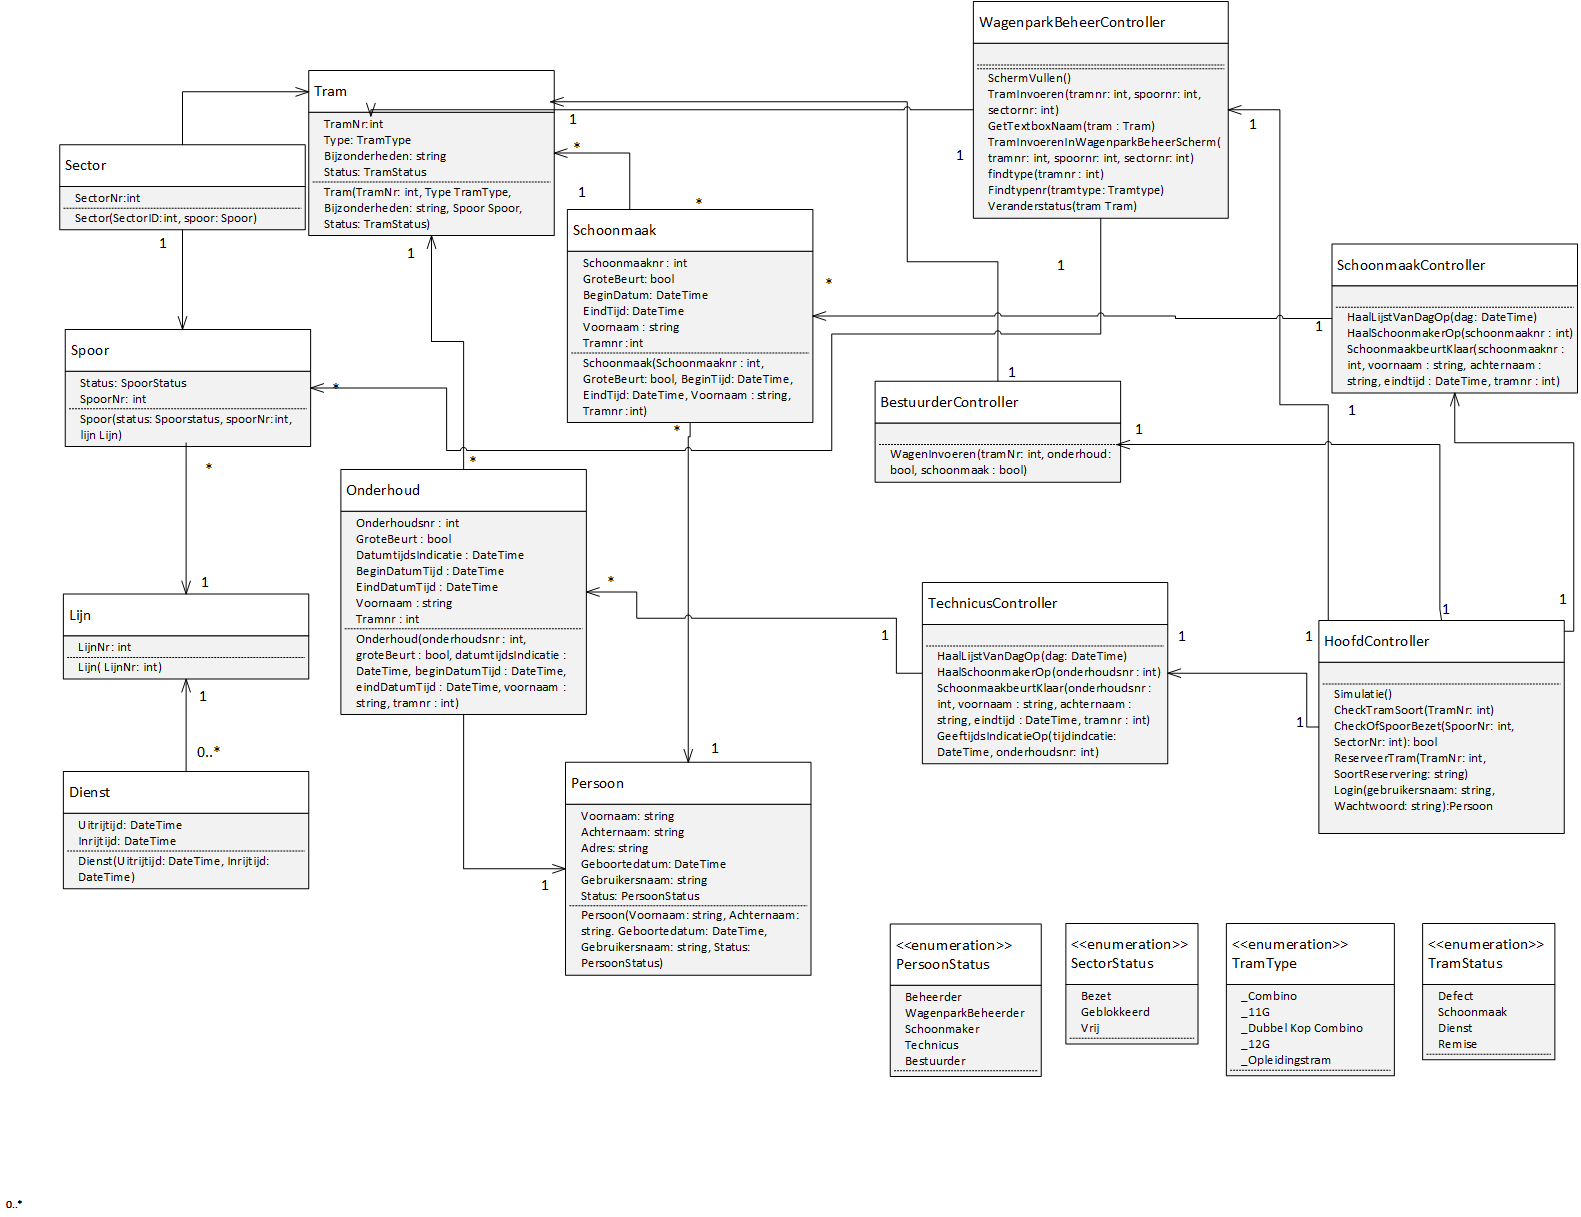 WagenparkBeheerController
SchermVullen()
TramInvoeren(tramnr: int, spoornr: int,
sectornr: int)
GetTextboxNaam(tram : Tram)
TramInvoerenInWagenparkBeheerScherm(
tramnr: int, spoornr: int, sectornr: int)
findtype(tramnr : int)
Findtypenr(tramtype: Tramtype)
Veranderstatus(tram Tram)
Tram
TramNr:int
Type: TramType
Bijzonderheden: string
Status: TramStatus
Tram(TramNr: int, Type TramType,
Bijzonderheden: string, Spoor Spoor,
Status: TramStatus)
1
*
1
*
1
1
Sector
SectorNr:int
Sector(SectorID:int, spoor: Spoor)
1
1
Schoonmaak
Schoonmaaknr : int
GroteBeurt: bool
BeginDatum: DateTime
EindTijd: DateTime
Voornaam : string
Tramnr :int
Schoonmaak(Schoonmaaknr : int,
GroteBeurt: bool, BeginTijd: DateTime,
EindTijd: DateTime, Voornaam : string,
Tramnr :int)
*
*
1
SchoonmaakController
HaalLijstVanDagOp(dag: DateTime)
HaalSchoonmakerOp(schoonmaaknr : int)
SchoonmaakbeurtKlaar(schoonmaaknr :
int, voornaam : string, achternaam :
string, eindtijd : DateTime, tramnr : int)
1
1
Spoor
Status: SpoorStatus
SpoorNr: int
Spoor(status: Spoorstatus, spoorNr:int,
lijn Lijn)
*
*
1
BestuurderController
WagenInvoeren(tramNr: int, onderhoud:
bool, schoonmaak : bool)
1
1
*
Onderhoud
Onderhoudsnr : int
GroteBeurt : bool
DatumtijdsIndicatie : DateTime
BeginDatumTijd : DateTime
EindDatumTijd : DateTime
Voornaam : string
Tramnr : int
Onderhoud(onderhoudsnr : int,
groteBeurt : bool, datumtijdsIndicatie :
DateTime, beginDatumTijd : DateTime,
eindDatumTijd : DateTime, voornaam :
string, tramnr : int)
*
1
Lijn
LijnNr: int
Lijn( LijnNr: int)
1
0..*
TechnicusController
HaalLijstVanDagOp(dag: DateTime)
HaalSchoonmakerOp(onderhoudsnr : int)
SchoonmaakbeurtKlaar(onderhoudsnr :
int, voornaam : string, achternaam :
string, eindtijd : DateTime, tramnr : int)
GeeftijdsIndicatieOp(tijdindcatie:
DateTime, onderhoudsnr: int)
1
1
1
1
1
1
HoofdController
Simulatie()
CheckTramSoort(TramNr: int)
CheckOfSpoorBezet(SpoorNr: int,
SectorNr: int): bool
ReserveerTram(TramNr: int,
SoortReservering: string)
Login(gebruikersnaam: string,
Wachtwoord: string):Persoon
Dienst
Uitrijtijd: DateTime
Inrijtijd: DateTime
Dienst(Uitrijtijd: DateTime, Inrijtijd:
DateTime)
1
1
Persoon
Voornaam: string
Achternaam: string
Adres: string
Geboortedatum: DateTime
Gebruikersnaam: string
Status: PersoonStatus
Persoon(Voornaam: string, Achternaam:
string. Geboortedatum: DateTime,
Gebruikersnaam: string, Status:
PersoonStatus)
<<enumeration>>
PersoonStatus
Beheerder
WagenparkBeheerder
Schoonmaker
Technicus
Bestuurder
<<enumeration>>
SectorStatus
Bezet
Geblokkeerd
Vrij
<<enumeration>>
TramType
_Combino
_11G
_Dubbel Kop Combino
_12G
_Opleidingstram
<<enumeration>>
TramStatus
Defect
Schoonmaak
Dienst
Remise
0..*